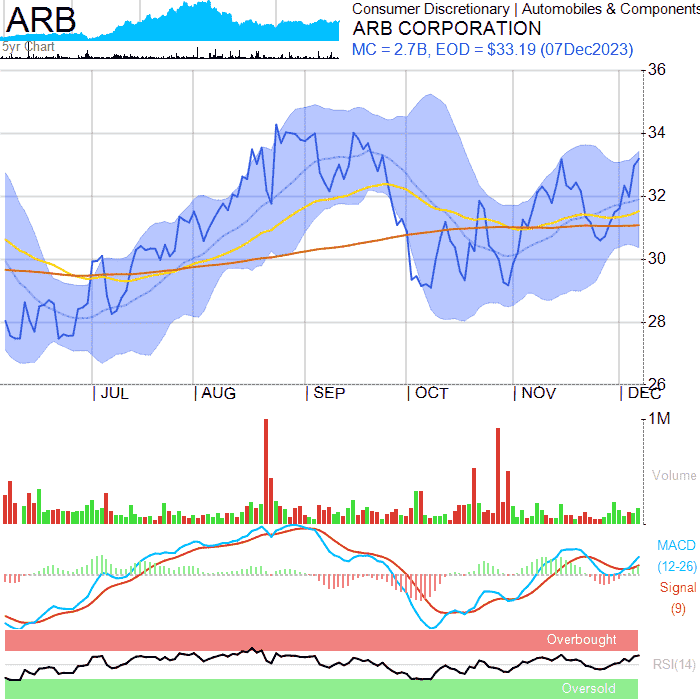 ARB
5yr Chart
Consumer Discretionary | Automobiles & Components
ARB CORPORATION
MC = 2.7B, EOD = $33.19 (07Dec2023)
36
34
32
30
28
26
JUL AUG SEP OCT NOV DEC
1M
Volume
MACD
(12-26)
Signal
(9)
Overbought
RSI(14)
Oversold